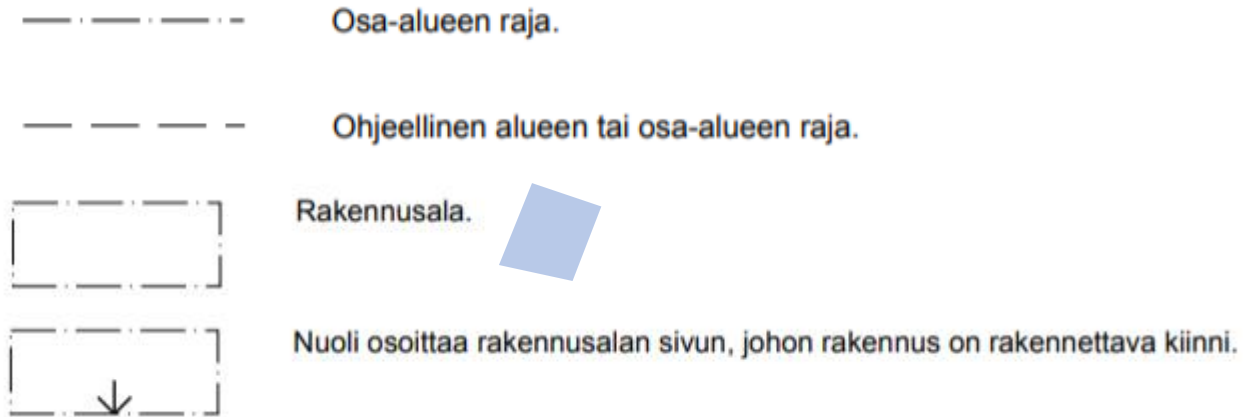 Osa-alueen raja.
Ohjeellinen alueen tai osa-alueen raja.
Rakennusala.
Nuoli osoittaa rakennusalan sivun, johon rakennus on rakennettava kiinni.